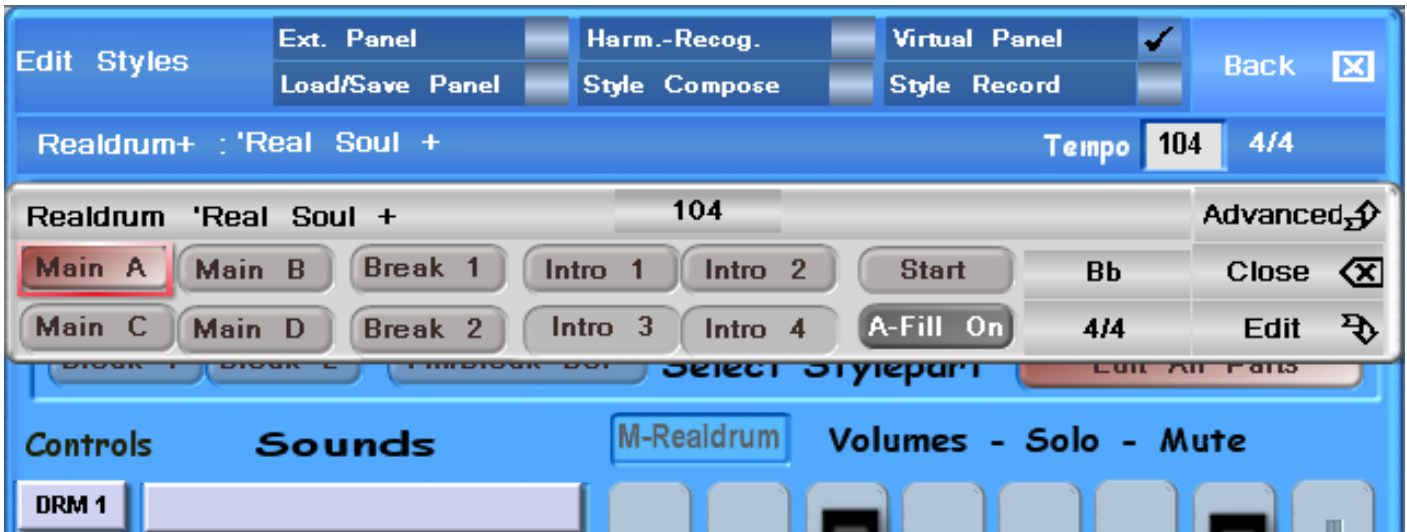 Edit Styles
Ext. Panel
Harm.-Recog.
Virtual Panel
Load/Save Panel
Style Compose
Style Record
Back
Realdrum+ : 'Real Soul +
Tempo 104 4/4
Realdrum 'Real Soul + 104 Advanced
Main A Main B Break 1 Intro 1 Intro 2 Start Bb Close
Main C Main D Break 2 Intro 3 Intro 4 A-Fill On 4/4 Edit
Select Stylepart Edit All Parts
Controls Sounds M-Realdrum Volumes - Solo - Mute
DRM 1